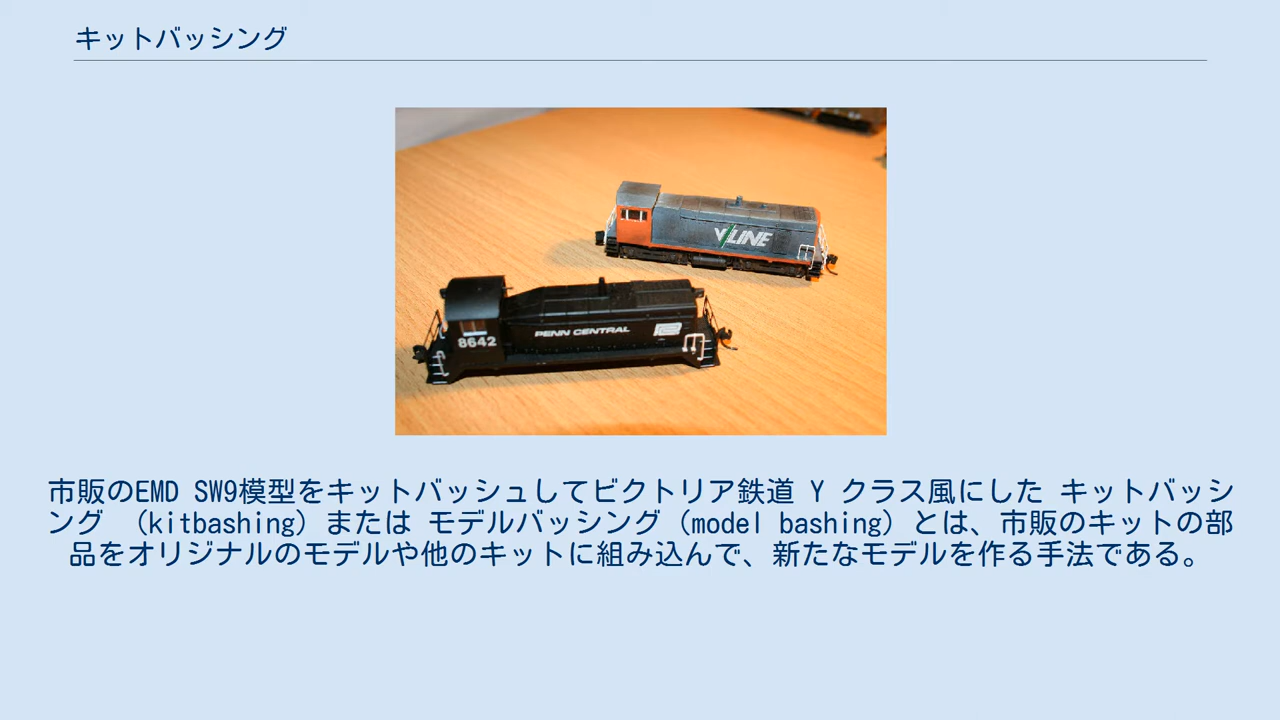 キットバッシング
V/LINE
PENN CENTRAL
8642
市販のEMD SW9模型をキットバッシュしてビクトリア鉄道 Y クラス風にした キットバッシ
ング （kitbashing）または モデルバッシング（model bashing）とは、市販のキットの部
品をオリジナルのモデルや他のキットに組み込んで、新たなモデルを作る手法である。